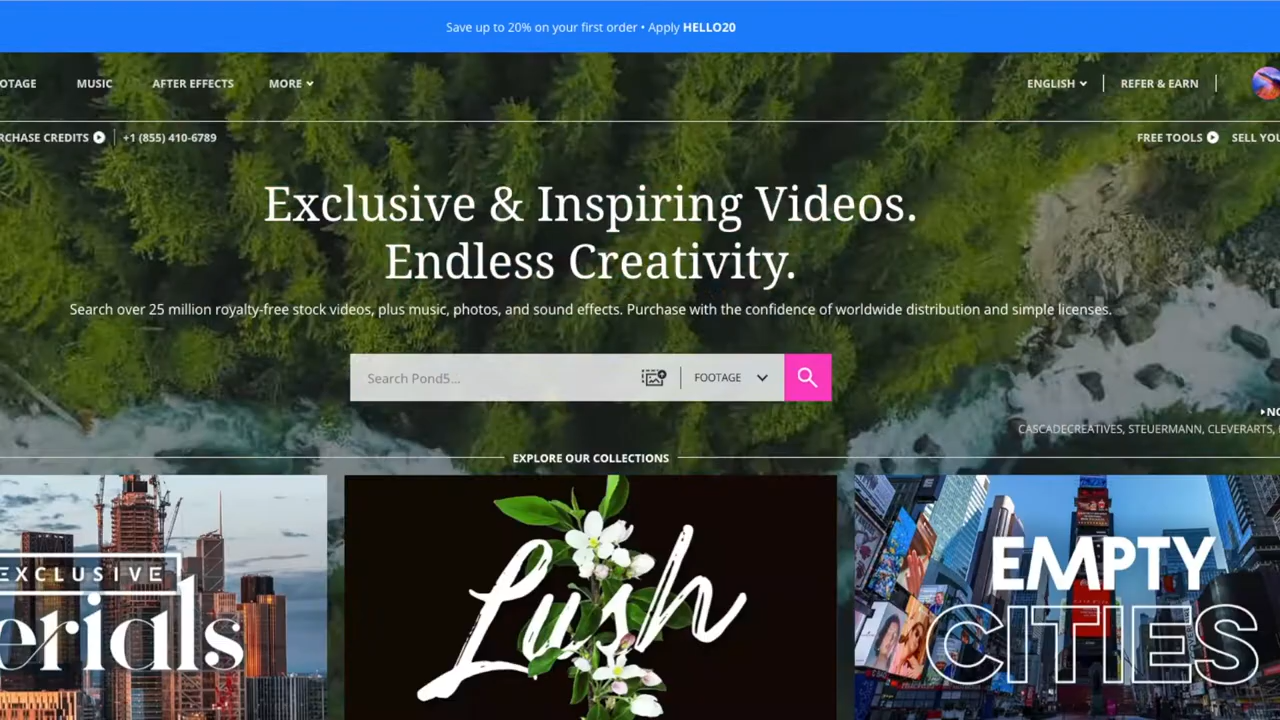 Save up to 20% on your first order • Apply HELLO20
OTAGE MUSIC AFTER EFFECTS MORE ENGLISH REFER & EARN
RCHASE CREDITS +1 (855) 410-6789 FREE TOOLS SELL YOU
Exclusive & Inspiring Videos.
Endless Creativity.
Search over 25 million royalty-free stock videos, plus music, photos, and sound effects. Purchase with the confidence of worldwide distribution and simple licenses.
Search Pond5... FOOTAGE
NO
CASCADECREATIVES, STEUERMANN, CLEVERARTS,
EXPLORE OUR COLLECTIONS
EXCLUSIVE
erials
Lush
EMPTY
CITIES